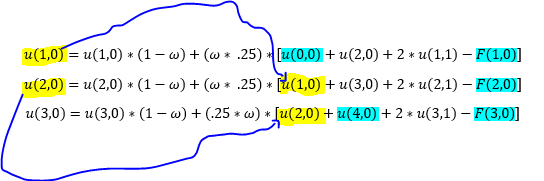 u(1,0) = u(1,0) * (1 − ω) + (ω * .25) * [u(0,0) + u(2,0) + 2 * u(1,1) − F(1,0)]
u(2,0) = u(2,0) * (1 − ω) + (ω * .25) * [u(1,0) + u(3,0) + 2 * u(2,1) − F(2,0)]
u(3,0) = u(3,0) * (1 − ω) + (.25 * ω) * [u(2,0) + u(4,0) + 2 * u(3,1) − F(3,0)]